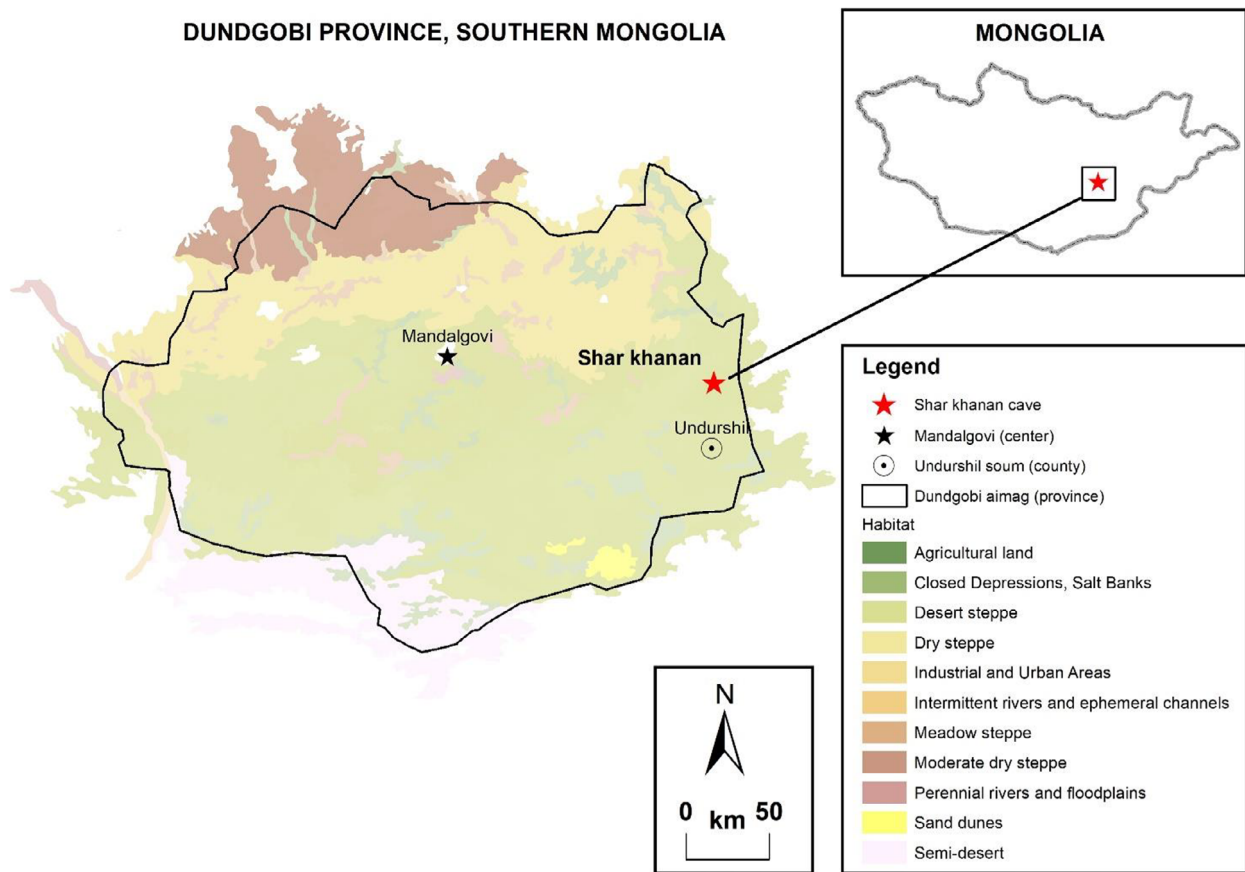 DUNDGOBI PROVINCE, SOUTHERN MONGOLIA
MONGOLIA
Mandalgovi
Shar khanan
Undurshil
Legend
Shar khanan cave
Mandalgovi (center)
Undurshil soum (county)
Dundgobi aimag (province)
Habitat
Agricultural land
Closed Depressions, Salt Banks
Desert steppe
Dry steppe
Industrial and Urban Areas
Intermittent rivers and ephemeral channels
Meadow steppe
Moderate dry steppe
Perennial rivers and floodplains
Sand dunes
Semi-desert
N
0 km 50